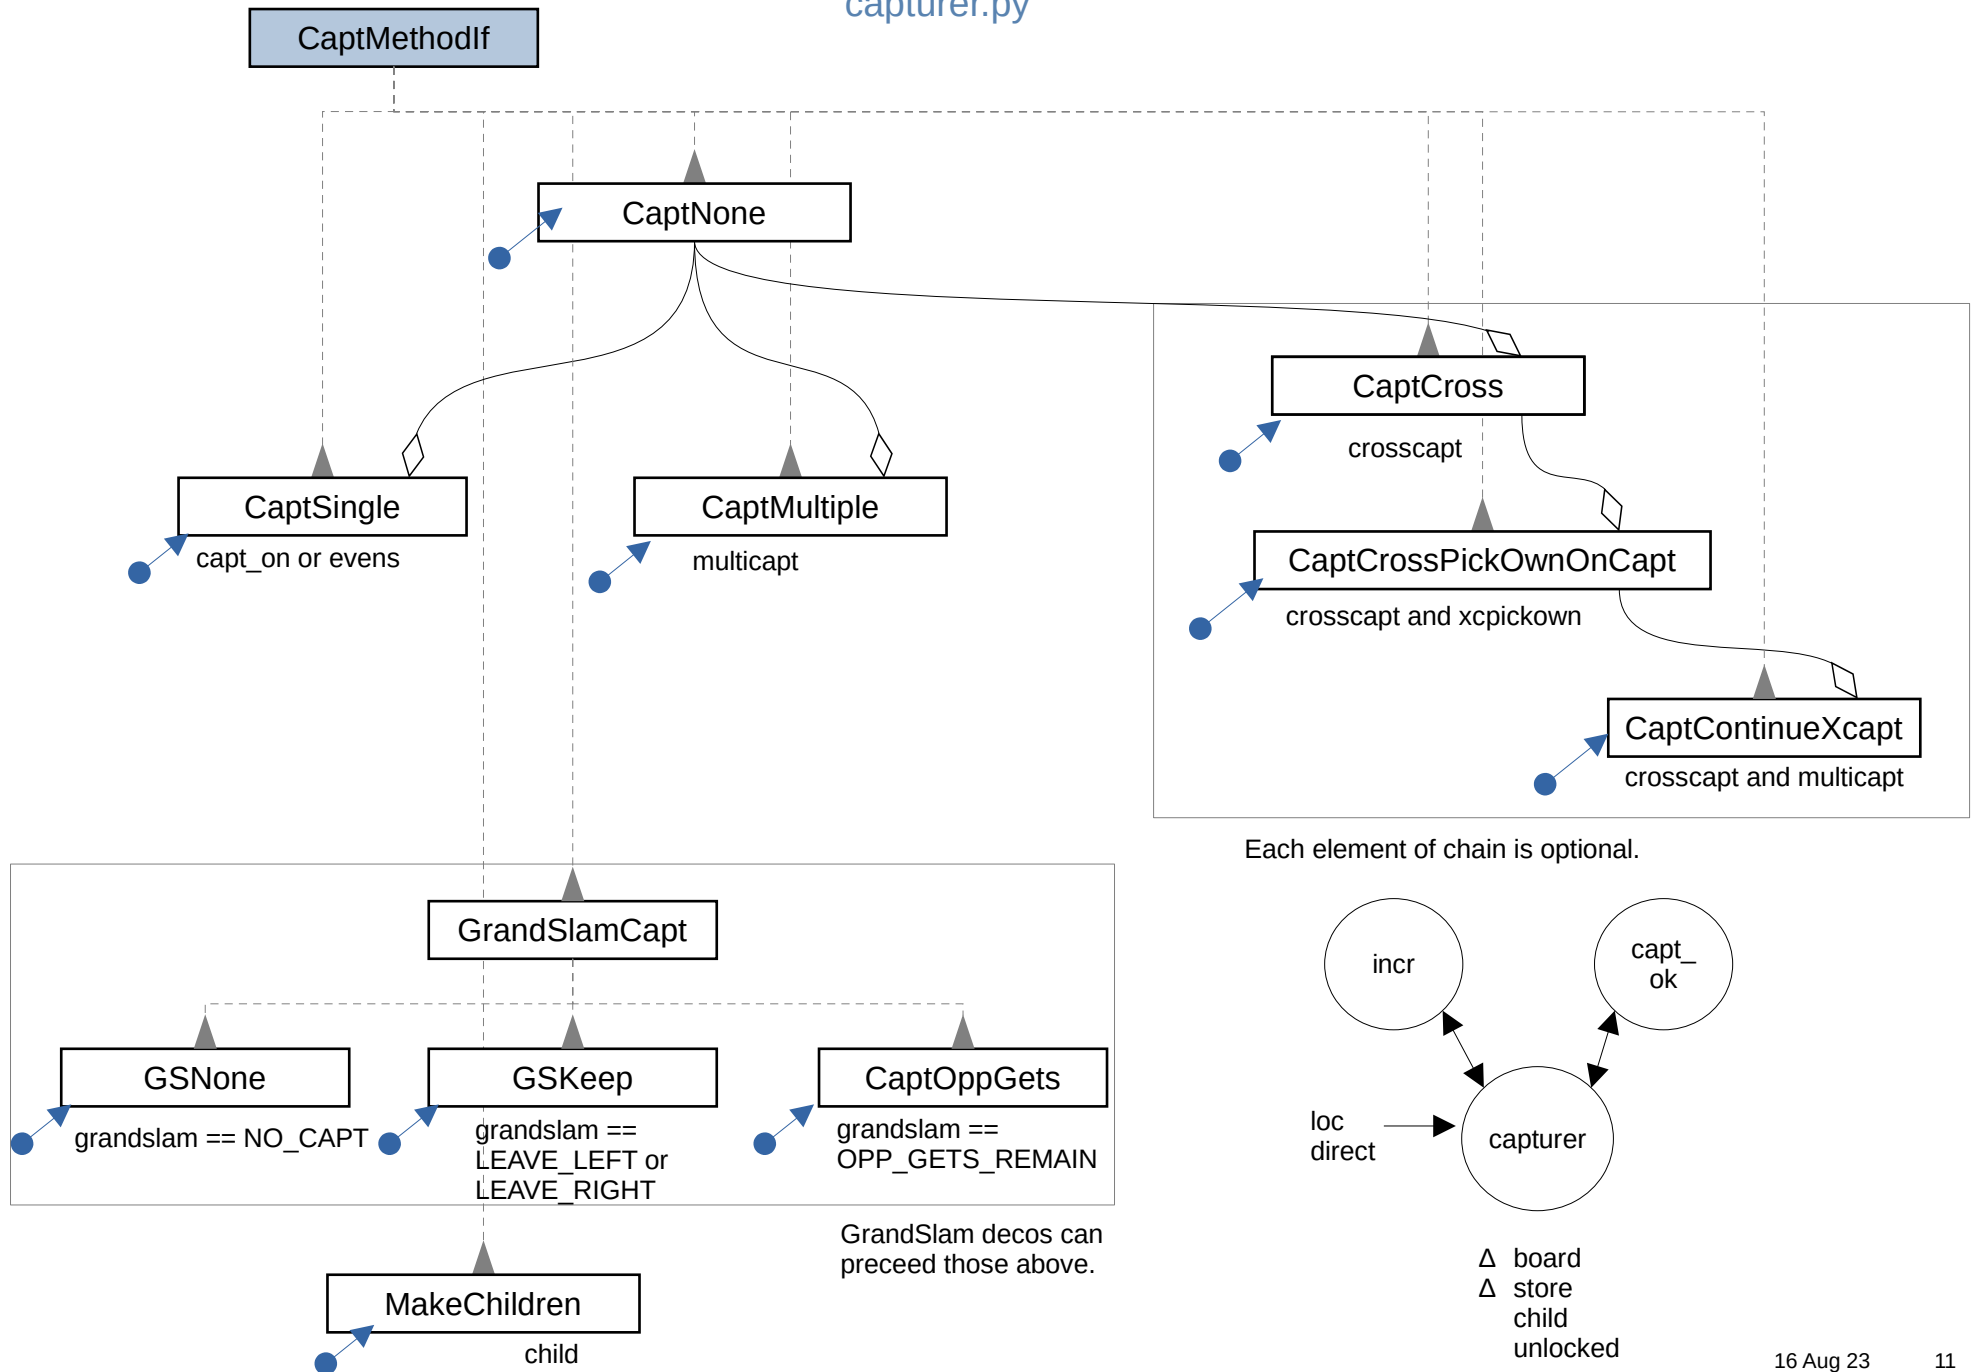 capturer.py
CaptMethodIf
CaptNone
CaptCross
crosscapt
CaptSingle
capt_on or evens
CaptMultiple
multicapt
CaptCrossPickOwnOnCapt
crosscapt and xcpickown
CaptContinueXcapt
crosscapt and multicapt
Each element of chain is optional.
GrandSlamCapt
GSNone
grandslam == NO_CAPT
GSKeep
grandslam ==
LEAVE_LEFT or
LEAVE_RIGHT
CaptOppGets
grandslam ==
OPP_GETS_REMAIN
GrandSlam decos can
preceed those above.
MakeChildren
child
incr
capt_
ok
loc
direct
capturer
Δ board
Δ store
child
unlocked
16 Aug 23
11